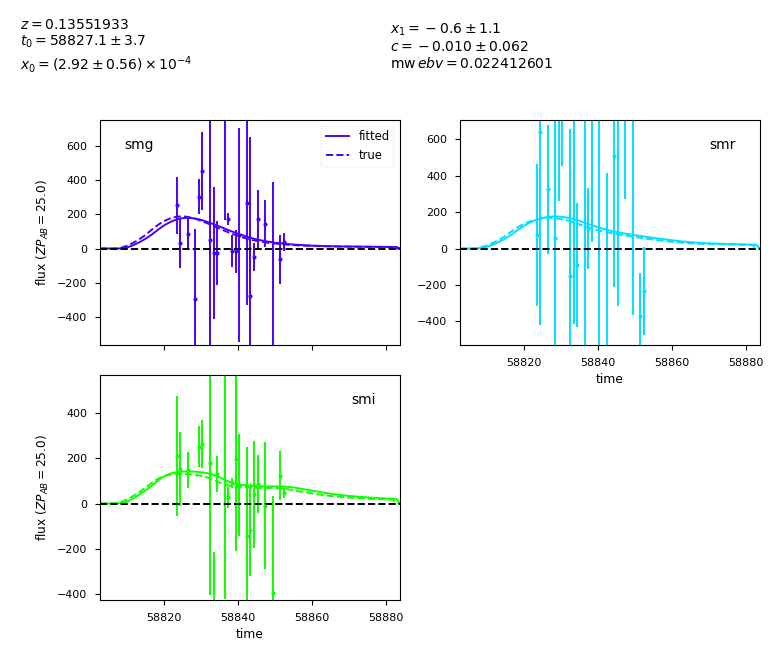 z = 0.13551933
t₀ = 58827.1 ± 3.7
x₀ = (2.92 ± 0.56) × 10⁻⁴
x₁ = −0.6 ± 1.1
c = −0.010 ± 0.062
mw ebv = 0.022412601
smg
fitted
true
600
400
200
0
−200
−400
flux (ZP_AB = 25.0)
smr
600
400
200
0
−200
−400
58820 58840 58860 58880
time
smi
400
200
0
−200
−400
flux (ZP_AB = 25.0)
58820 58840 58860 58880
time